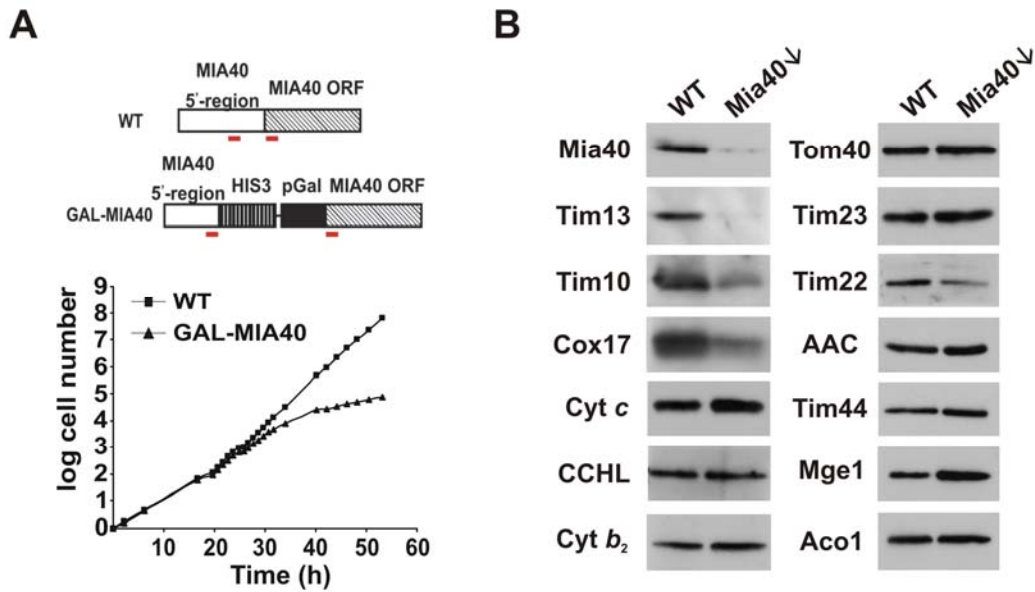 A
MIA40
5'-region
MIA40 ORF
WT
MIA40
5'-region
HIS3
pGal
MIA40 ORF
GAL-MIA40
WT
GAL-MIA40
log cell number
9
8
7
6
5
4
3
2
1
0
10
20
30
40
50
60
Time (h)
B
WT
Mia40↓
Mia40
Tim13
Tim10
Cox17
Cyt c
CCHL
Cyt b₂
WT
Mia40↓
Tom40
Tim23
Tim22
AAC
Tim44
Mge1
Aco1